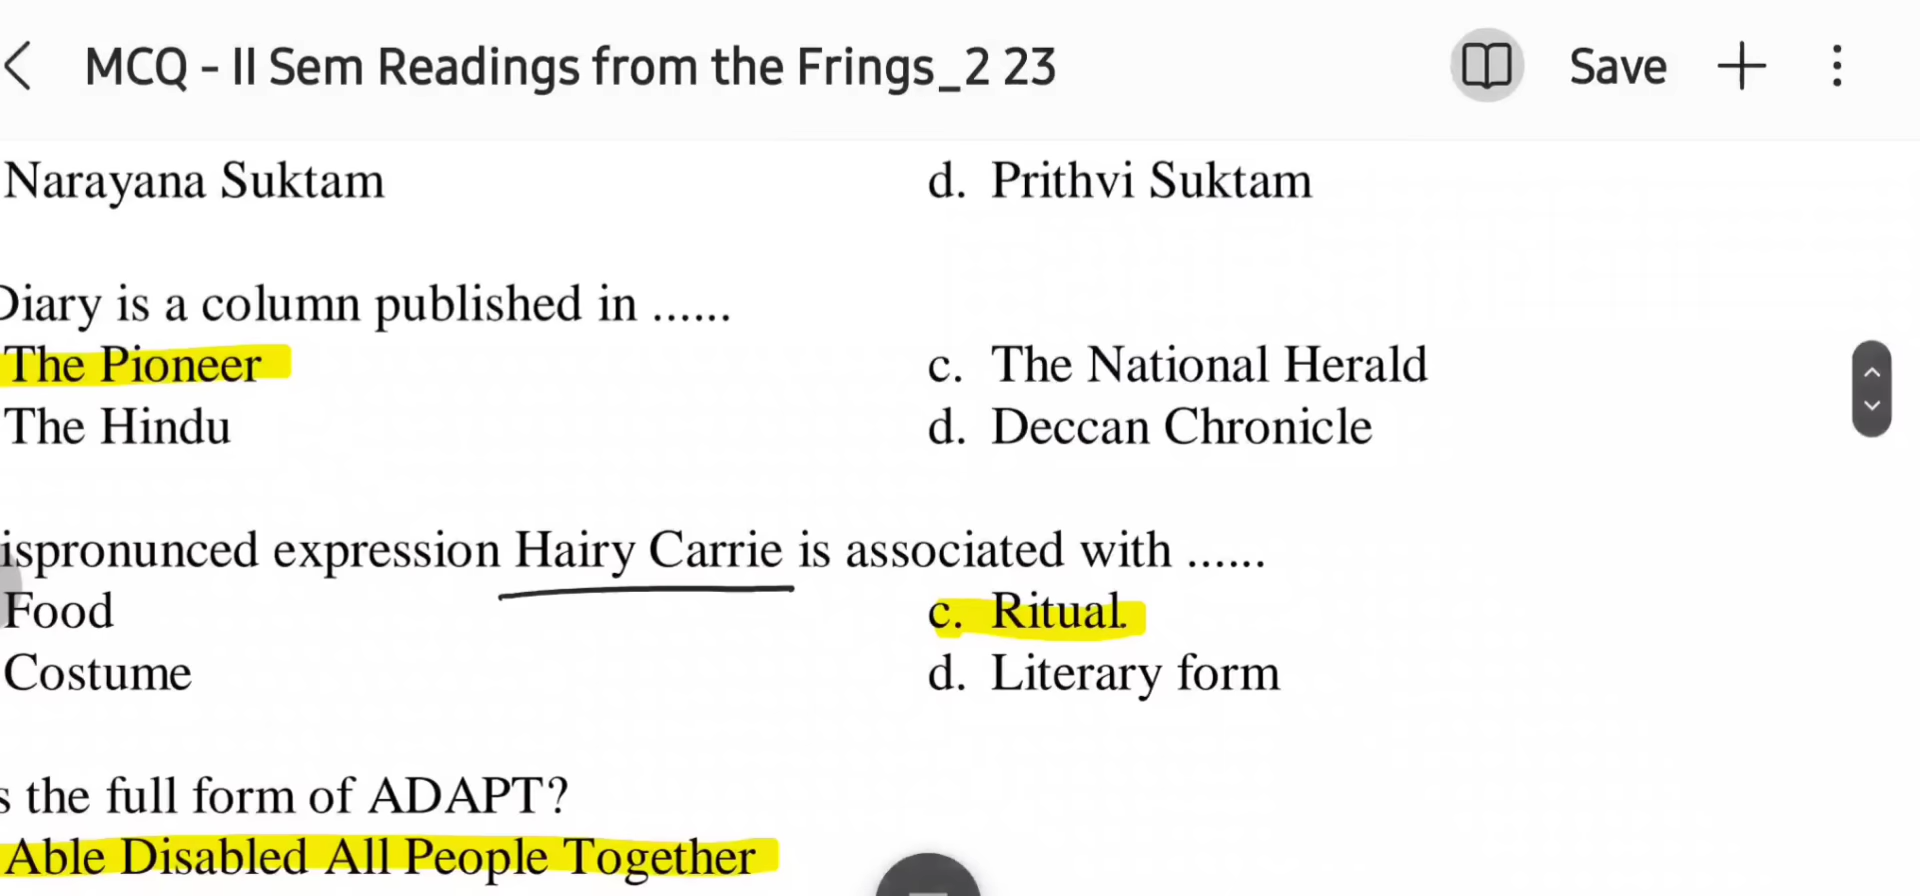 MCQ - II Sem Readings from the Frings_2 23
Save
Narayana Suktam d. Prithvi Suktam
Diary is a column published in ......
The Pioneer c. The National Herald
The Hindu d. Deccan Chronicle
ispronunced expression Hairy Carrie is associated with ......
Food c. Ritual.
Costume d. Literary form
s the full form of ADAPT?
Able Disabled All People Together